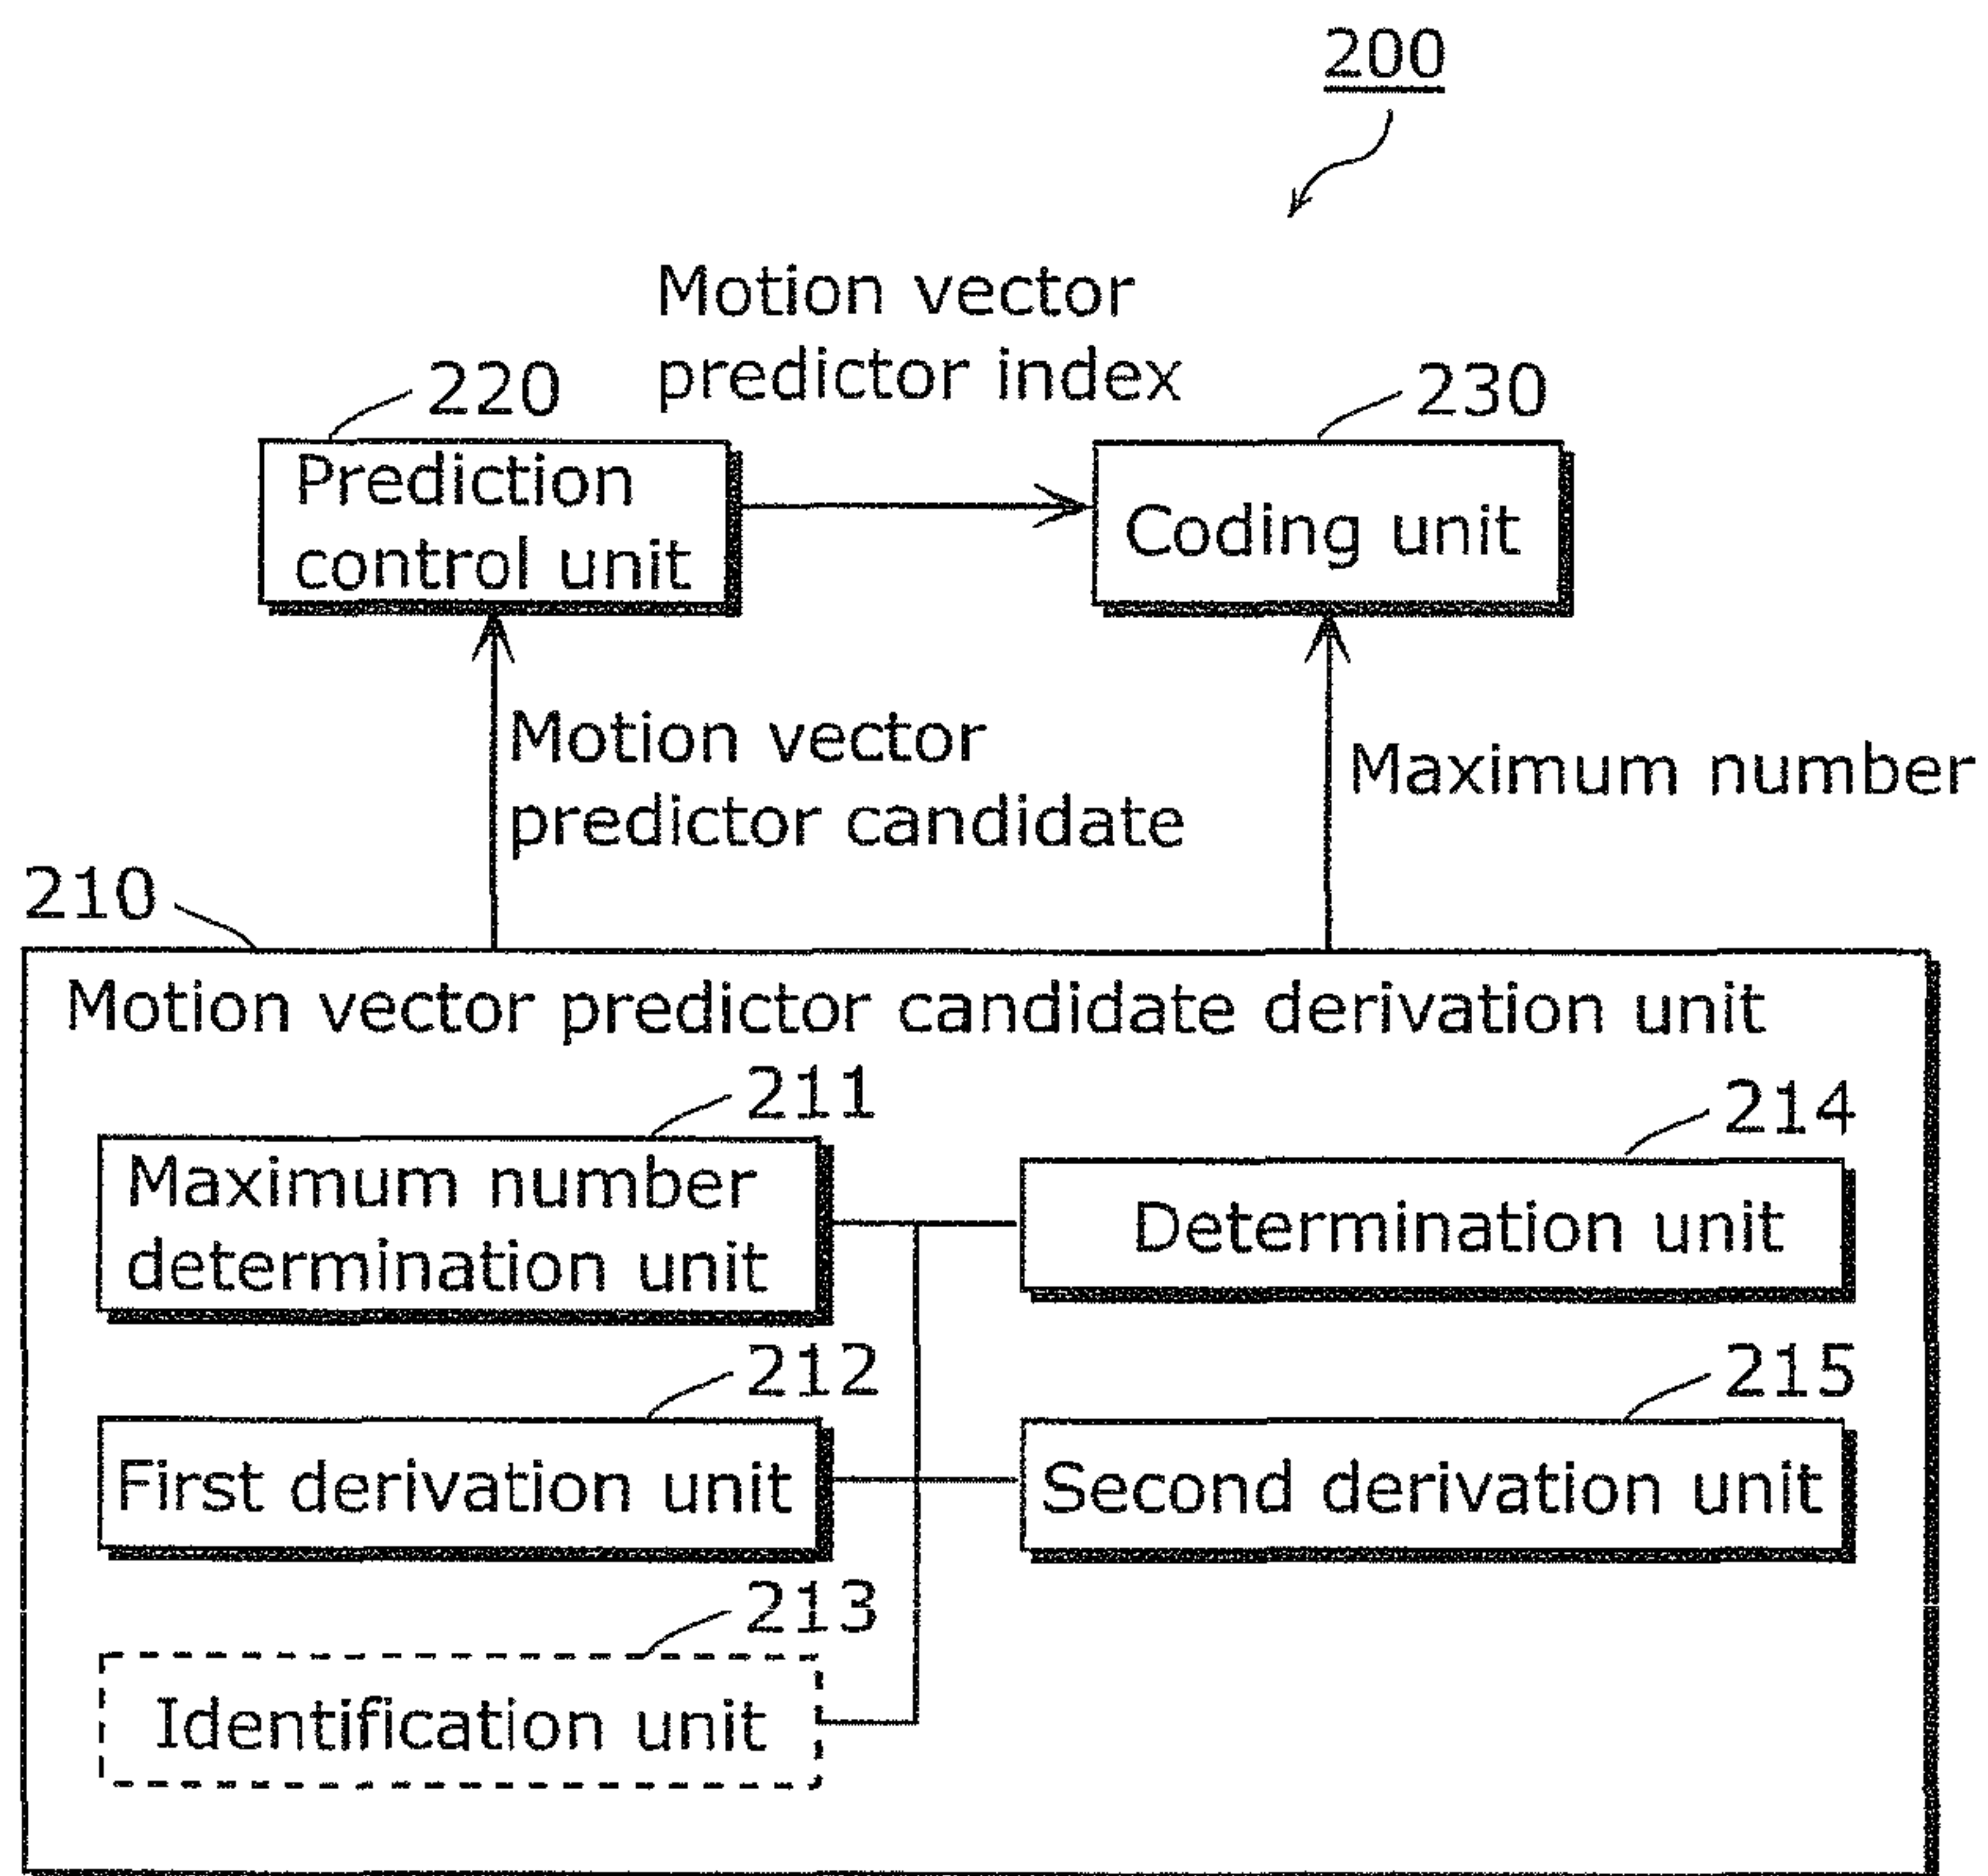 200
Motion vector
predictor index
220
230
Prediction
control unit
Coding unit
Motion vector
predictor candidate
Maximum number
210
Motion vector predictor candidate derivation unit
211
214
Maximum number
determination unit
Determination unit
212
215
First derivation unit
Second derivation unit
213
Identification unit